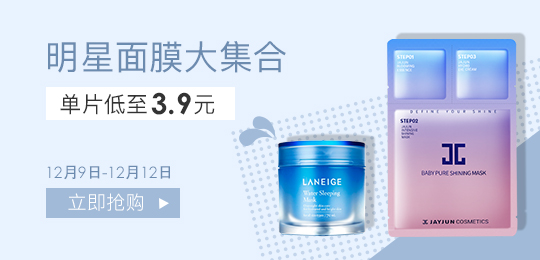 明星面膜大集合
单片低至3.9元
12月9日-12月12日
立即抢购
LANEIGE
Water Sleeping
Mask
STEP01
STEP03
DEFINE YOUR SHINE
STEP02
BABY PURE SHINING MASK
JAYJUN COSMETICS